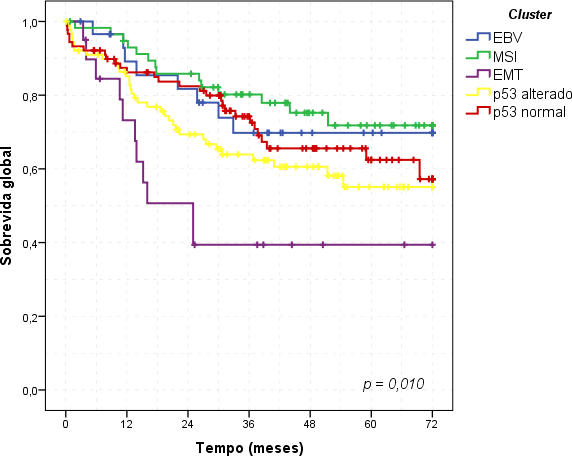 Cluster
EBV
MSI
EMT
p53 alterado
p53 normal
Sobrevida global
1,0
0,8
0,6
0,4
0,2
0,0
p = 0,010
0 12 24 36 48 60 72
Tempo (meses)